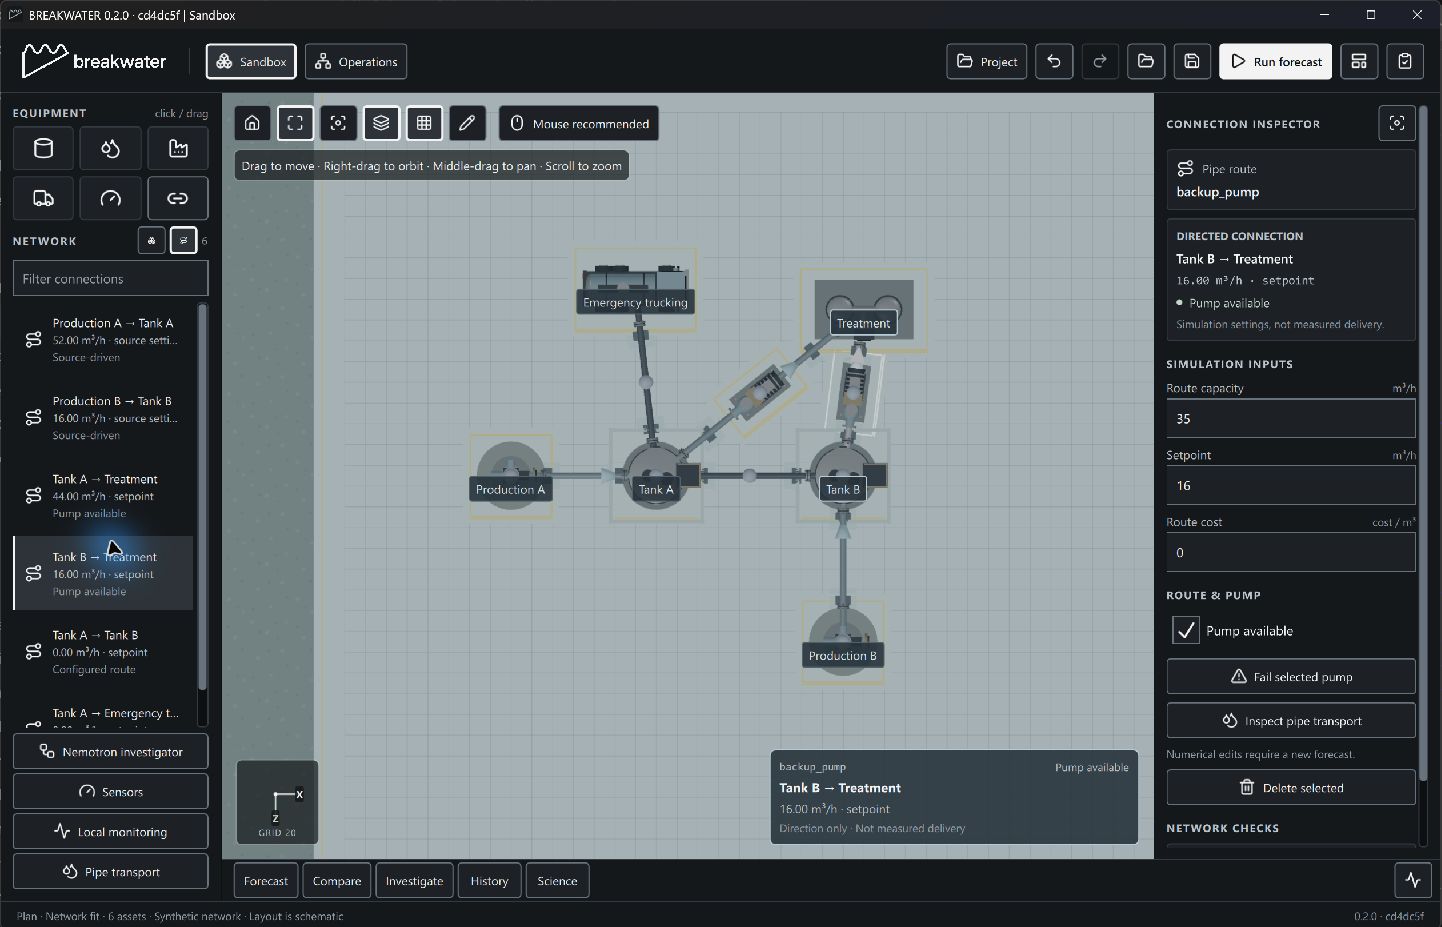 BREAKWATER 0.2.0 · cd4dc5f | Sandbox
breakwater
Sandbox
Operations
Project
Run forecast
EQUIPMENT
click / drag
NETWORK
6
Filter connections
Production A → Tank A
52.00 m³/h · source setti...
Source-driven
Production B → Tank B
16.00 m³/h · source setti...
Source-driven
Tank A → Treatment
44.00 m³/h · setpoint
Pump available
Tank B → Treatment
16.00 m³/h · setpoint
Pump available
Tank A → Tank B
0.00 m³/h · setpoint
Configured route
Tank A → Emergency t...
Nemotron investigator
Sensors
Local monitoring
Pipe transport
Mouse recommended
Drag to move · Right-drag to orbit · Middle-drag to pan · Scroll to zoom
Emergency trucking
Treatment
Production A
Tank A
Tank B
Production B
X
Z
GRID 20
backup_pump
Pump available
Tank B → Treatment
16.00 m³/h · setpoint
Direction only · Not measured delivery
CONNECTION INSPECTOR
Pipe route
backup_pump
DIRECTED CONNECTION
Tank B → Treatment
16.00 m³/h · setpoint
Pump available
Simulation settings, not measured delivery.
SIMULATION INPUTS
Route capacity
m³/h
35
Setpoint
m³/h
16
Route cost
cost / m³
0
ROUTE & PUMP
Pump available
Fail selected pump
Inspect pipe transport
Numerical edits require a new forecast.
Delete selected
NETWORK CHECKS
Forecast
Compare
Investigate
History
Science
Plan · Network fit · 6 assets · Synthetic network · Layout is schematic
0.2.0 · cd4dc5f